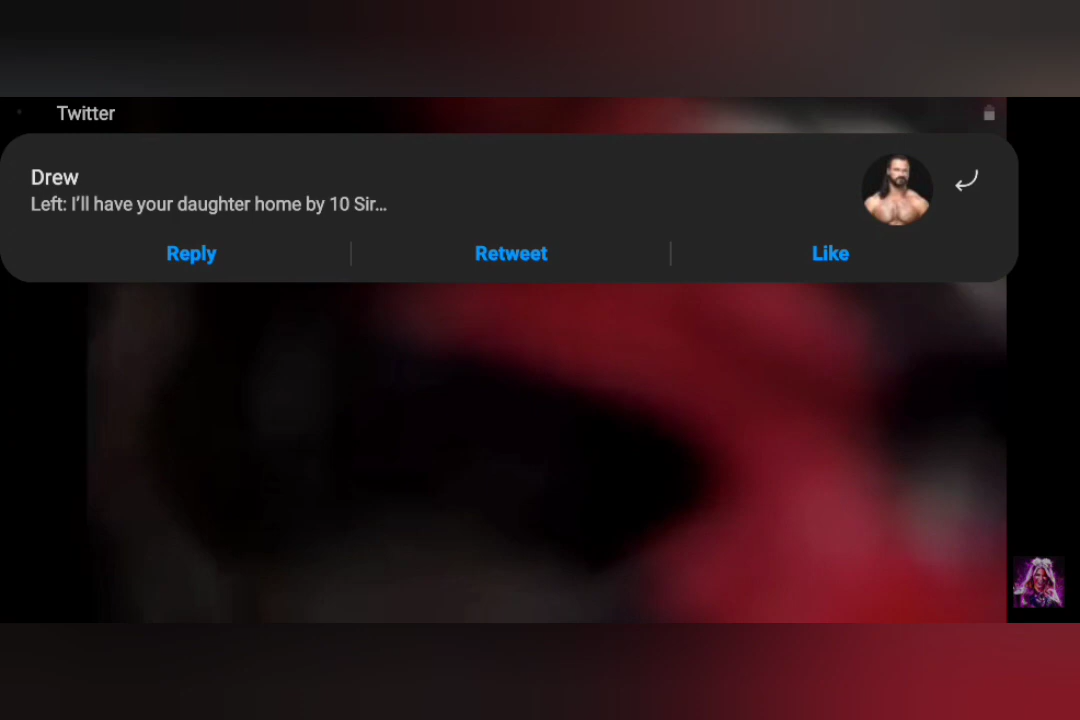 Twitter
Drew
Left: I'll have your daughter home by 10 Sir...
Reply
Retweet
Like